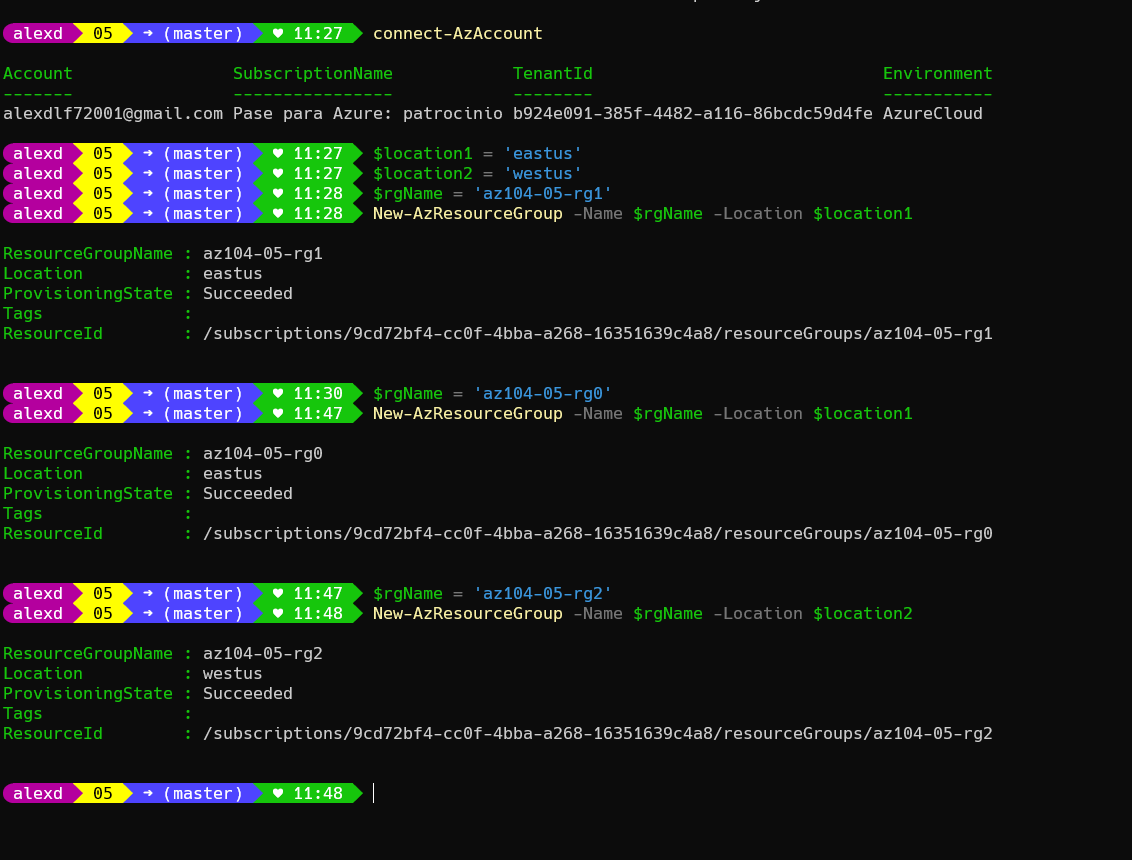 alexd 05 → (master) ♥ 11:27 connect-AzAccount
Account SubscriptionName TenantId Environment
------- ---------------- -------- -----------
alexdlf72001@gmail.com Pase para Azure: patrocinio b924e091-385f-4482-a116-86bcdc59d4fe AzureCloud
alexd 05 → (master) ♥ 11:27 $location1 = 'eastus'
alexd 05 → (master) ♥ 11:27 $location2 = 'westus'
alexd 05 → (master) ♥ 11:28 $rgName = 'az104-05-rg1'
alexd 05 → (master) ♥ 11:28 New-AzResourceGroup -Name $rgName -Location $location1
ResourceGroupName : az104-05-rg1
Location : eastus
ProvisioningState : Succeeded
Tags :
ResourceId : /subscriptions/9cd72bf4-cc0f-4bba-a268-16351639c4a8/resourceGroups/az104-05-rg1
alexd 05 → (master) ♥ 11:30 $rgName = 'az104-05-rg0'
alexd 05 → (master) ♥ 11:47 New-AzResourceGroup -Name $rgName -Location $location1
ResourceGroupName : az104-05-rg0
Location : eastus
ProvisioningState : Succeeded
Tags :
ResourceId : /subscriptions/9cd72bf4-cc0f-4bba-a268-16351639c4a8/resourceGroups/az104-05-rg0
alexd 05 → (master) ♥ 11:47 $rgName = 'az104-05-rg2'
alexd 05 → (master) ♥ 11:48 New-AzResourceGroup -Name $rgName -Location $location2
ResourceGroupName : az104-05-rg2
Location : westus
ProvisioningState : Succeeded
Tags :
ResourceId : /subscriptions/9cd72bf4-cc0f-4bba-a268-16351639c4a8/resourceGroups/az104-05-rg2
alexd 05 → (master) ♥ 11:48